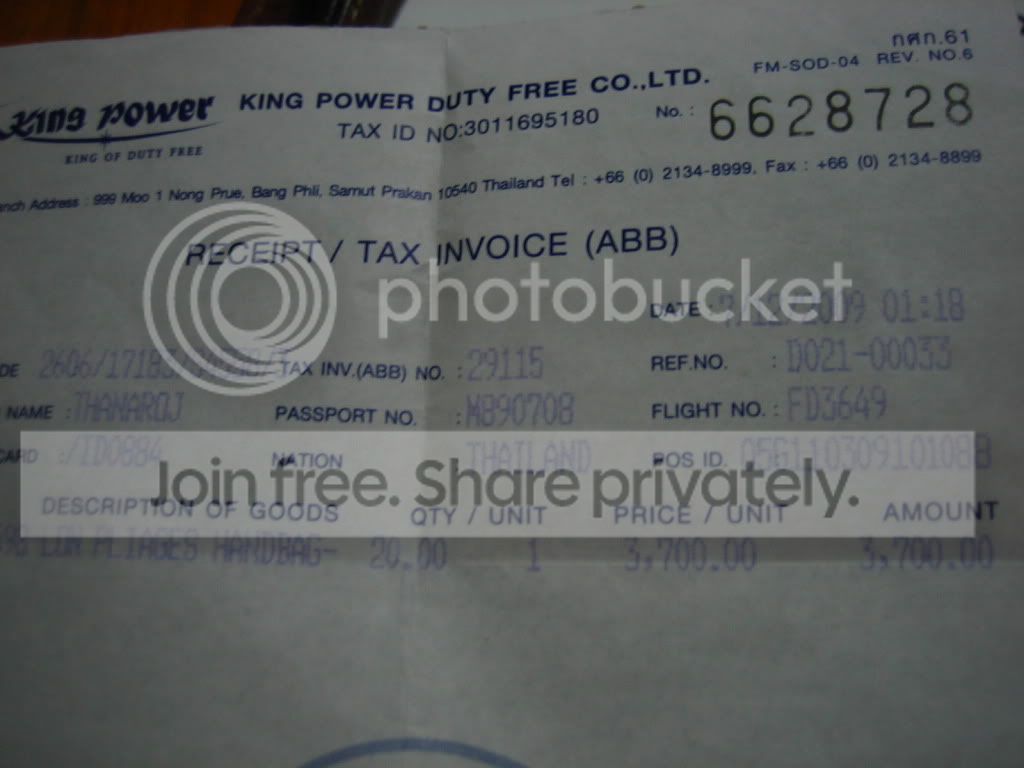 กศก.61
FM-SOD-04 REV. NO.6
King Power KING POWER DUTY FREE CO.,LTD.
KING OF DUTY FREE
TAX ID NO:3011695180 No. : 6628728
Address : 999 Moo 1 Nong Prue, Bang Phli, Samut Prakan 10540 Thailand Tel : +66 (0) 2134-8999, Fax : +66 (0) 2134-8899
RECEIPT / TAX INVOICE (ABB)
photobucket
DATE : 01:18
TAX INV.(ABB) NO. : 29115 REF.NO. : D021-00033
NAME : THANAROJ PASSPORT NO. : M890708 FLIGHT NO. : FD3649
/ID0884 NATION : THAILAND POS ID.
Join free. Share privately.
DESCRIPTION OF GOODS QTY / UNIT PRICE / UNIT AMOUNT
PLIAGES HANDBAG- 20.00 1 3,700.00 3,700.00